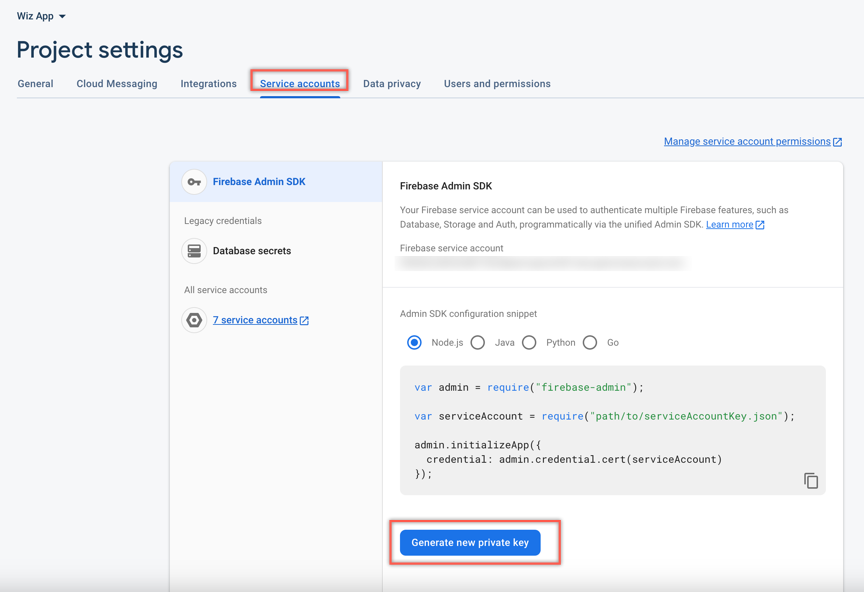 Wiz App
Project settings
General Cloud Messaging Integrations Service accounts Data privacy Users and permissions
Manage service account permissions
Firebase Admin SDK
Legacy credentials
Database secrets
All service accounts
7 service accounts
Firebase Admin SDK
Your Firebase service account can be used to authenticate multiple Firebase features, such as
Database, Storage and Auth, programmatically via the unified Admin SDK. Learn more
Firebase service account
Admin SDK configuration snippet
Node.js Java Python Go
var admin = require("firebase-admin");
var serviceAccount = require("path/to/serviceAccountKey.json");
admin.initializeApp({
  credential: admin.credential.cert(serviceAccount)
});
Generate new private key